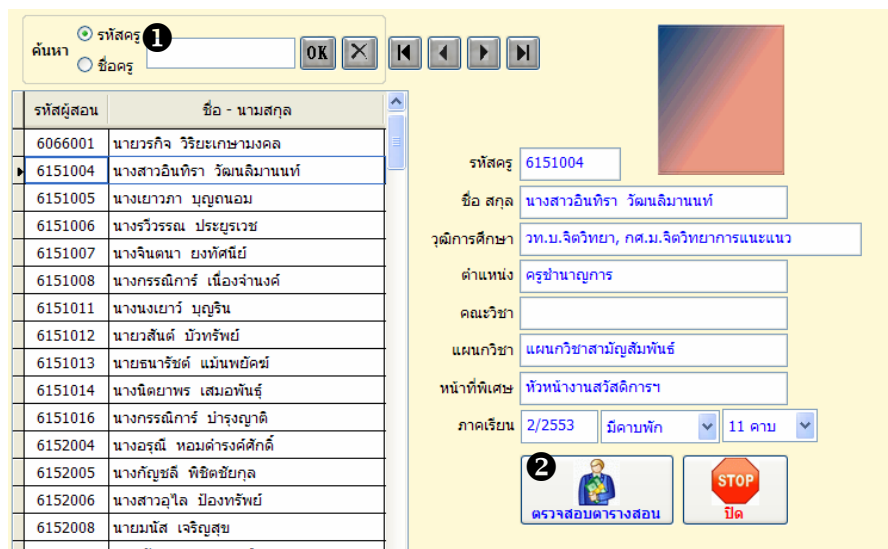 ค้นหา
รหัสครู ❶
ชื่อครู
OK
รหัสผู้สอน ชื่อ - นามสกุล
6066001 นายวรกิจ วิริยะเกษามงคล
6151004 นางสาวอินทิรา วัฒนลิมานนท์
6151005 นางเยาวภา บุญถนอม
6151006 นางรวีวรรณ ประยูรเวช
6151007 นางจินตนา ยงทัศนีย์
6151008 นางกรรณิการ์ เนื่องจำนงค์
6151011 นางนงเยาว์ บุญริน
6151012 นายวสันต์ บัวทรัพย์
6151013 นายธนารัชต์ แม้นพยัคฆ์
6151014 นางนิตยาพร เสมอพันธุ์
6151016 นางกรรณิการ์ บำรุงญาติ
6152004 นางอรุณี หอมดำรงค์ศักดิ์
6152005 นางกัญชลี พิชิตชัยกุล
6152006 นางสาวอุไล ป้องทรัพย์
6152008 นายมนัส เจริญสุข
รหัสครู 6151004
ชื่อ สกุล นางสาวอินทิรา วัฒนลิมานนท์
วุฒิการศึกษา วท.บ.จิตวิทยา, กศ.ม.จิตวิทยาการแนะแนว
ตำแหน่ง ครูชำนาญการ
คณะวิชา
แผนกวิชา แผนกวิชาสามัญสัมพันธ์
หน้าที่พิเศษ หัวหน้างานสวัสดิการฯ
ภาคเรียน 2/2553 มีคาบพัก 11 คาบ
❷
ตรวจสอบตารางสอน
STOP
ปิด